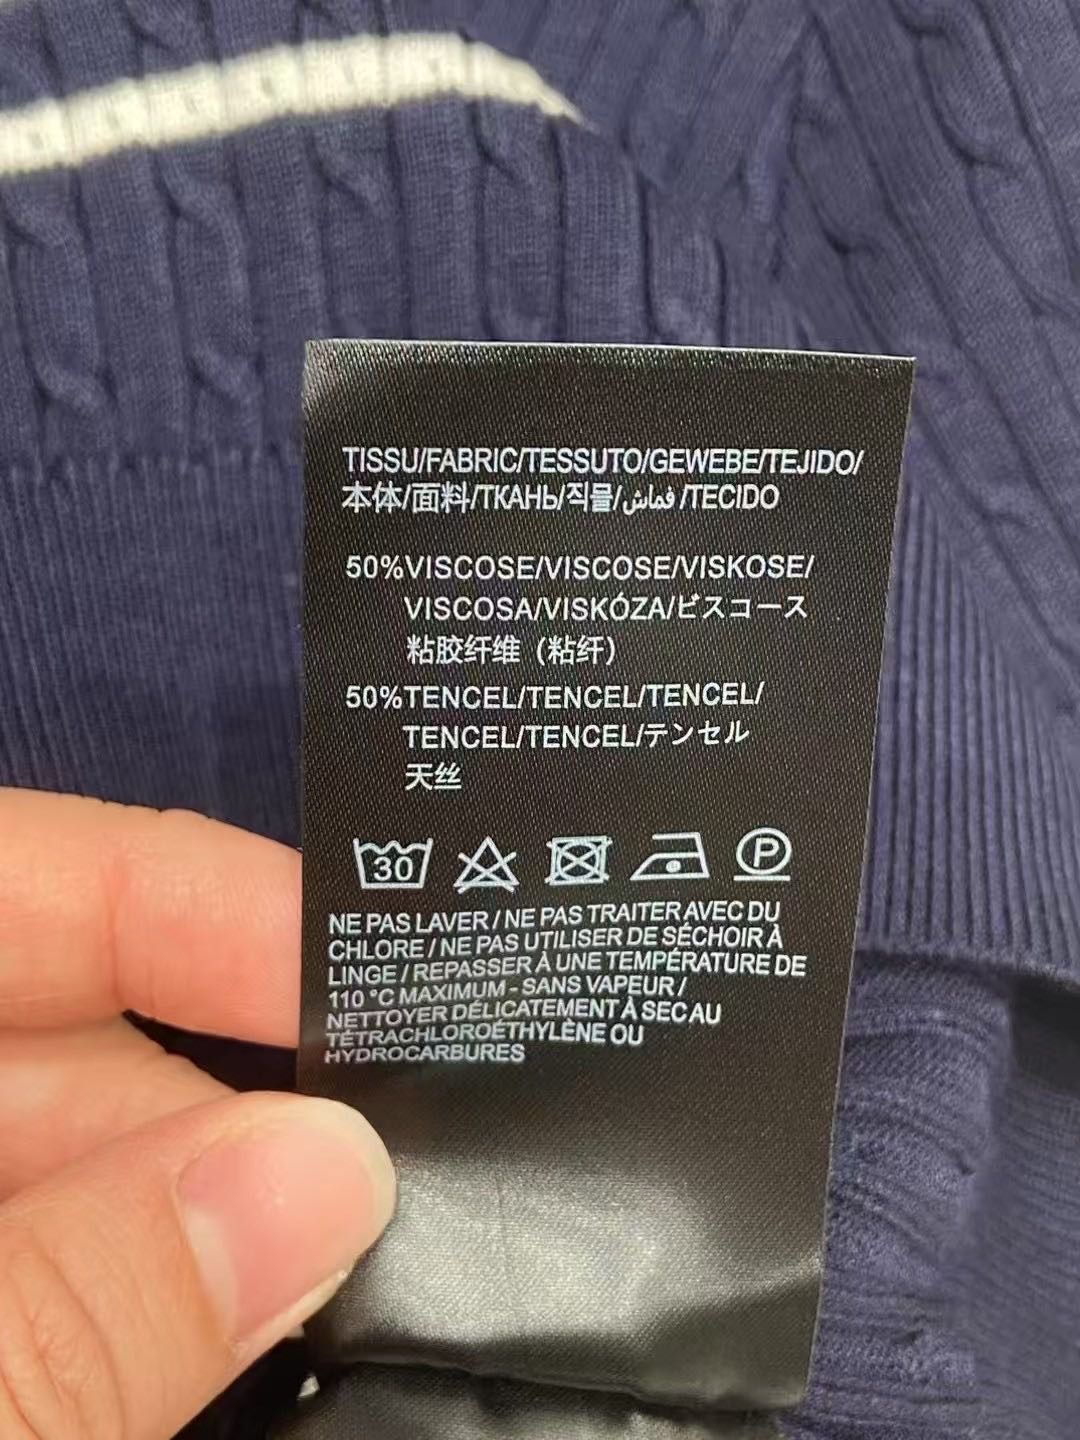 TISSU/FABRIC/TESSUTO/GEWEBE/TEJIDO/
本体/面料/ТКАНЬ/직물/قماش/TECIDO
50%VISCOSE/VISCOSE/VISKOSE/
VISCOSA/VISKÓZA/ビスコース
粘胶纤维（粘纤）
50%TENCEL/TENCEL/TENCEL/
TENCEL/TENCEL/テンセル
天丝
30 P
NE PAS LAVER / NE PAS TRAITER AVEC DU
CHLORE / NE PAS UTILISER DE SÉCHOIR À
LINGE / REPASSER À UNE TEMPÉRATURE DE
110 °C MAXIMUM - SANS VAPEUR /
NETTOYER DÉLICATEMENT À SEC AU
TÉTRACHLOROÉTHYLÈNE OU
HYDROCARBURES